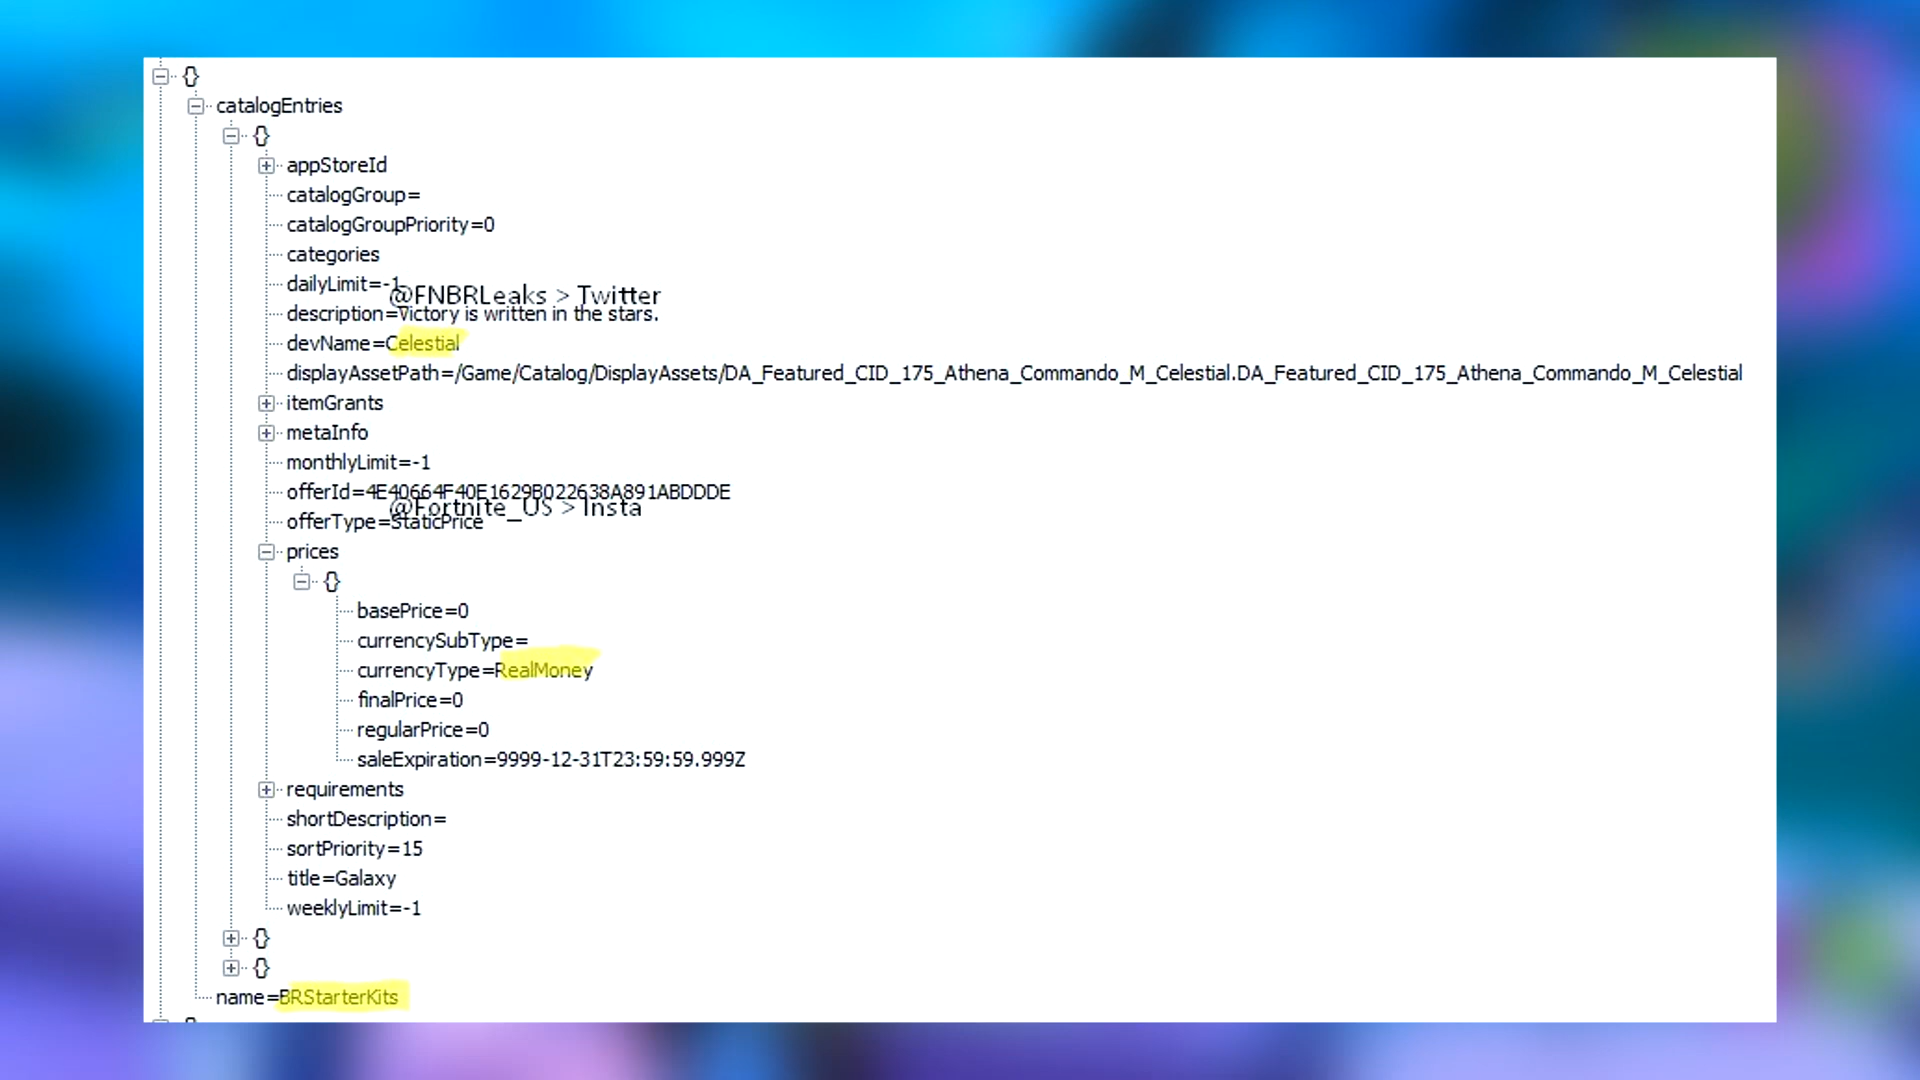 {}
catalogEntries
{}
appStoreId
catalogGroup=
catalogGroupPriority=0
categories
dailyLimit=-1
@FNBRLeaks > Twitter
description=Victory is written in the stars.
devName=Celestial
displayAssetPath=/Game/Catalog/DisplayAssets/DA_Featured_CID_175_Athena_Commando_M_Celestial.DA_Featured_CID_175_Athena_Commando_M_Celestial
itemGrants
metaInfo
monthlyLimit=-1
offerId=4E40664F40E1629B022638A891ABDDDE
@Fortnite_US > Insta
offerType=StaticPrice
prices
{}
basePrice=0
currencySubType=
currencyType=RealMoney
finalPrice=0
regularPrice=0
saleExpiration=9999-12-31T23:59:59.999Z
requirements
shortDescription=
sortPriority=15
title=Galaxy
weeklyLimit=-1
{}
{}
name=BRStarterKits